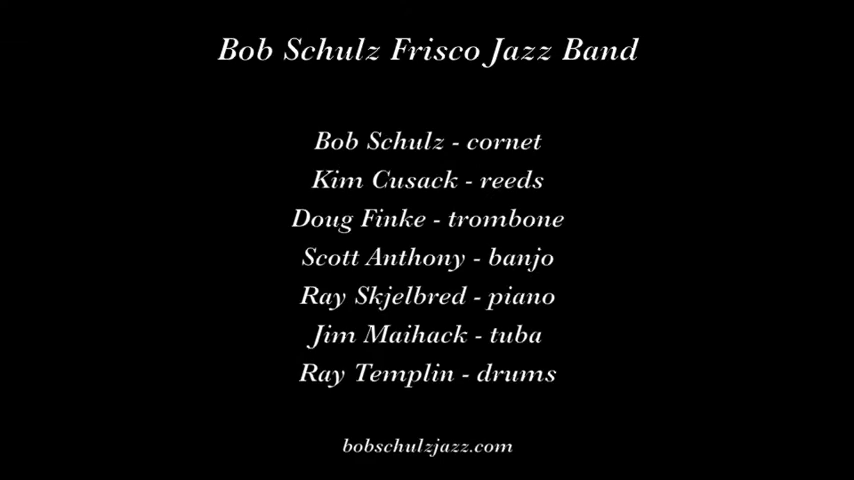 Bob Schulz Frisco Jazz Band
Bob Schulz - cornet
Kim Cusack - reeds
Doug Finke - trombone
Scott Anthony - banjo
Ray Skjelbred - piano
Jim Maihack - tuba
Ray Templin - drums
bobschulzjazz.com